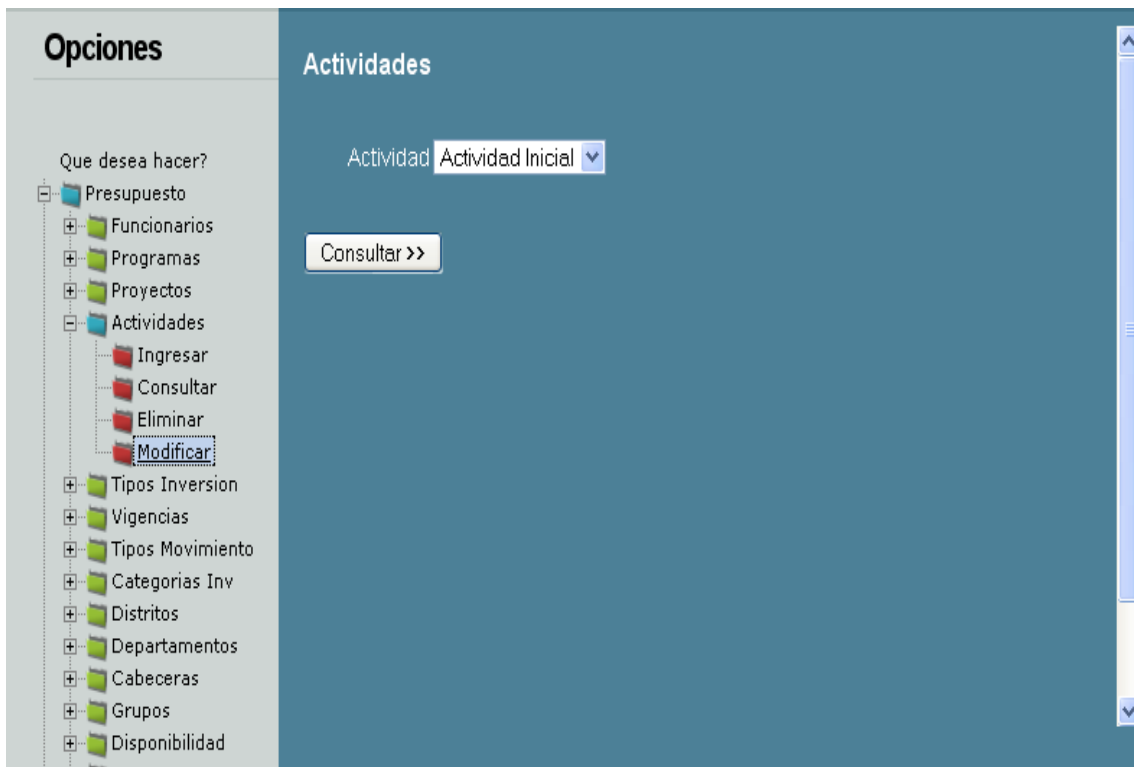 Opciones
Que desea hacer?
Presupuesto
Funcionarios
Programas
Proyectos
Actividades
Ingresar
Consultar
Eliminar
Modificar
Tipos Inversion
Vigencias
Tipos Movimiento
Categorias Inv
Distritos
Departamentos
Cabeceras
Grupos
Disponibilidad
Actividades
Actividad Actividad Inicial
Consultar >>